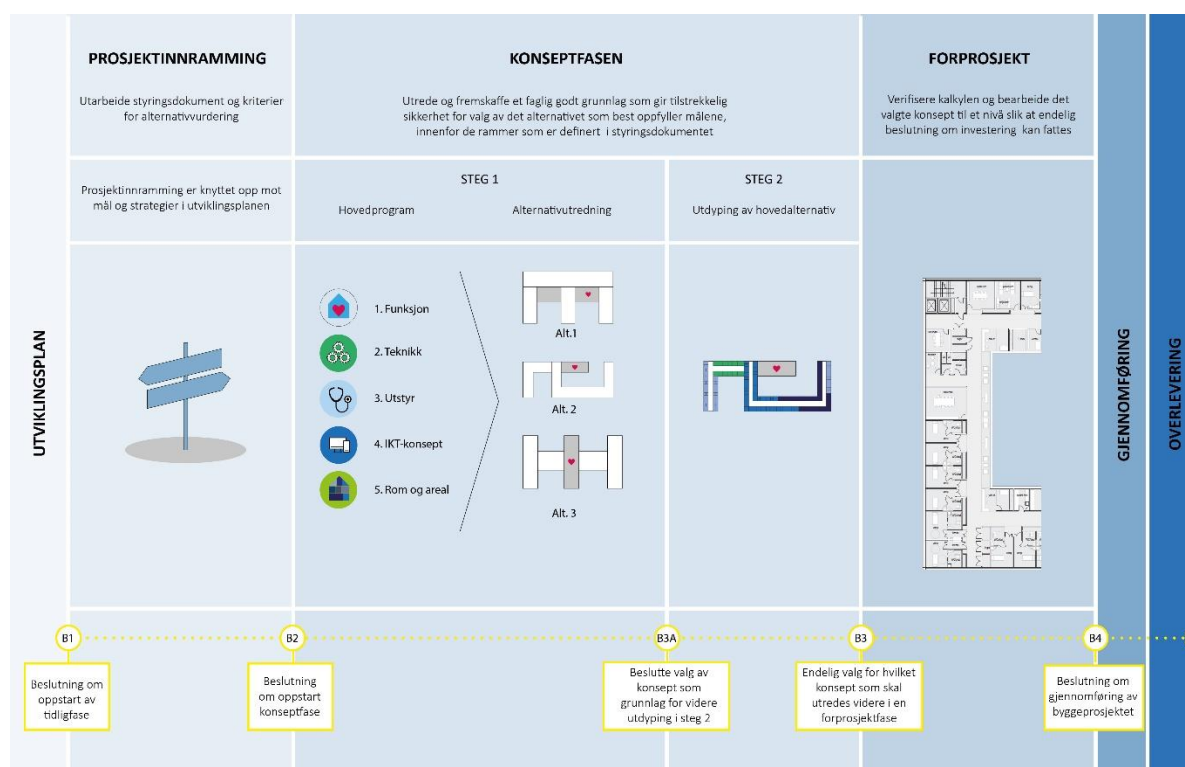 UTVIKLINGSPLAN
PROSJEKTINNRAMMING
Utarbeide styringsdokument og kriterier
for alternativvurdering
Prosjektinnramming er knyttet opp mot
mål og strategier i utviklingsplanen
KONSEPTFASEN
Utrede og fremskaffe et faglig godt grunnlag som gir tilstrekkelig
sikkerhet for valg av det alternativet som best oppfyller målene,
innenfor de rammer som er definert i styringsdokumentet
STEG 1
Hovedprogram
Alternativutredning
1. Funksjon
2. Teknikk
3. Utstyr
4. IKT-konsept
5. Rom og areal
Alt.1
Alt. 2
Alt. 3
STEG 2
Utdyping av hovedalternativ
FORPROSJEKT
Verifisere kalkylen og bearbeide det
valgte konsept til et nivå slik at endelig
beslutning om investering kan fattes
GJENNOMFØRING
OVERLEVERING
B1
Beslutning om
oppstart av
tidligfase
B2
Beslutning
om oppstart
konseptfase
B3A
Beslutte valg av
konsept som
grunnlag for videre
utdyping i steg 2
B3
Endelig valg for hvilket
konsept som skal
utredes videre i en
forprosjektfase
B4
Beslutning om
gjennomføring av
byggeprosjektet